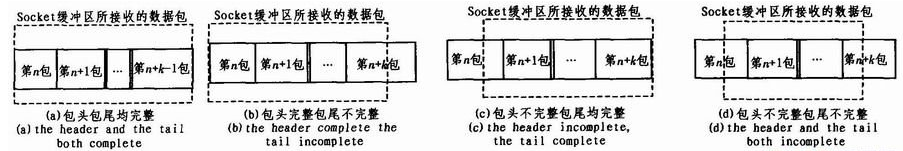 Socket缓冲区所接收的数据包
第n包 第n+1包 … 第n+k-1包
(a)包头包尾均完整
(a)the header and the tail
both complete
Socket缓冲区所接收的数据包
第n包 第n+1包 … 第n+k包
(b)包头完整包尾不完整
(b)the header complete the
tail incomplete
Socket缓冲区所接收的数据包
第n包 第n+1包 … 第n+k包
(c)包头不完整包尾均完整
(c)the header incomplete,
the tail complete
Socket缓冲区所接收的数据包
第n包 第n+1包 … 第n+k包
(d)包头不完整包尾不完整
(d)the header and the tail
both incomplete